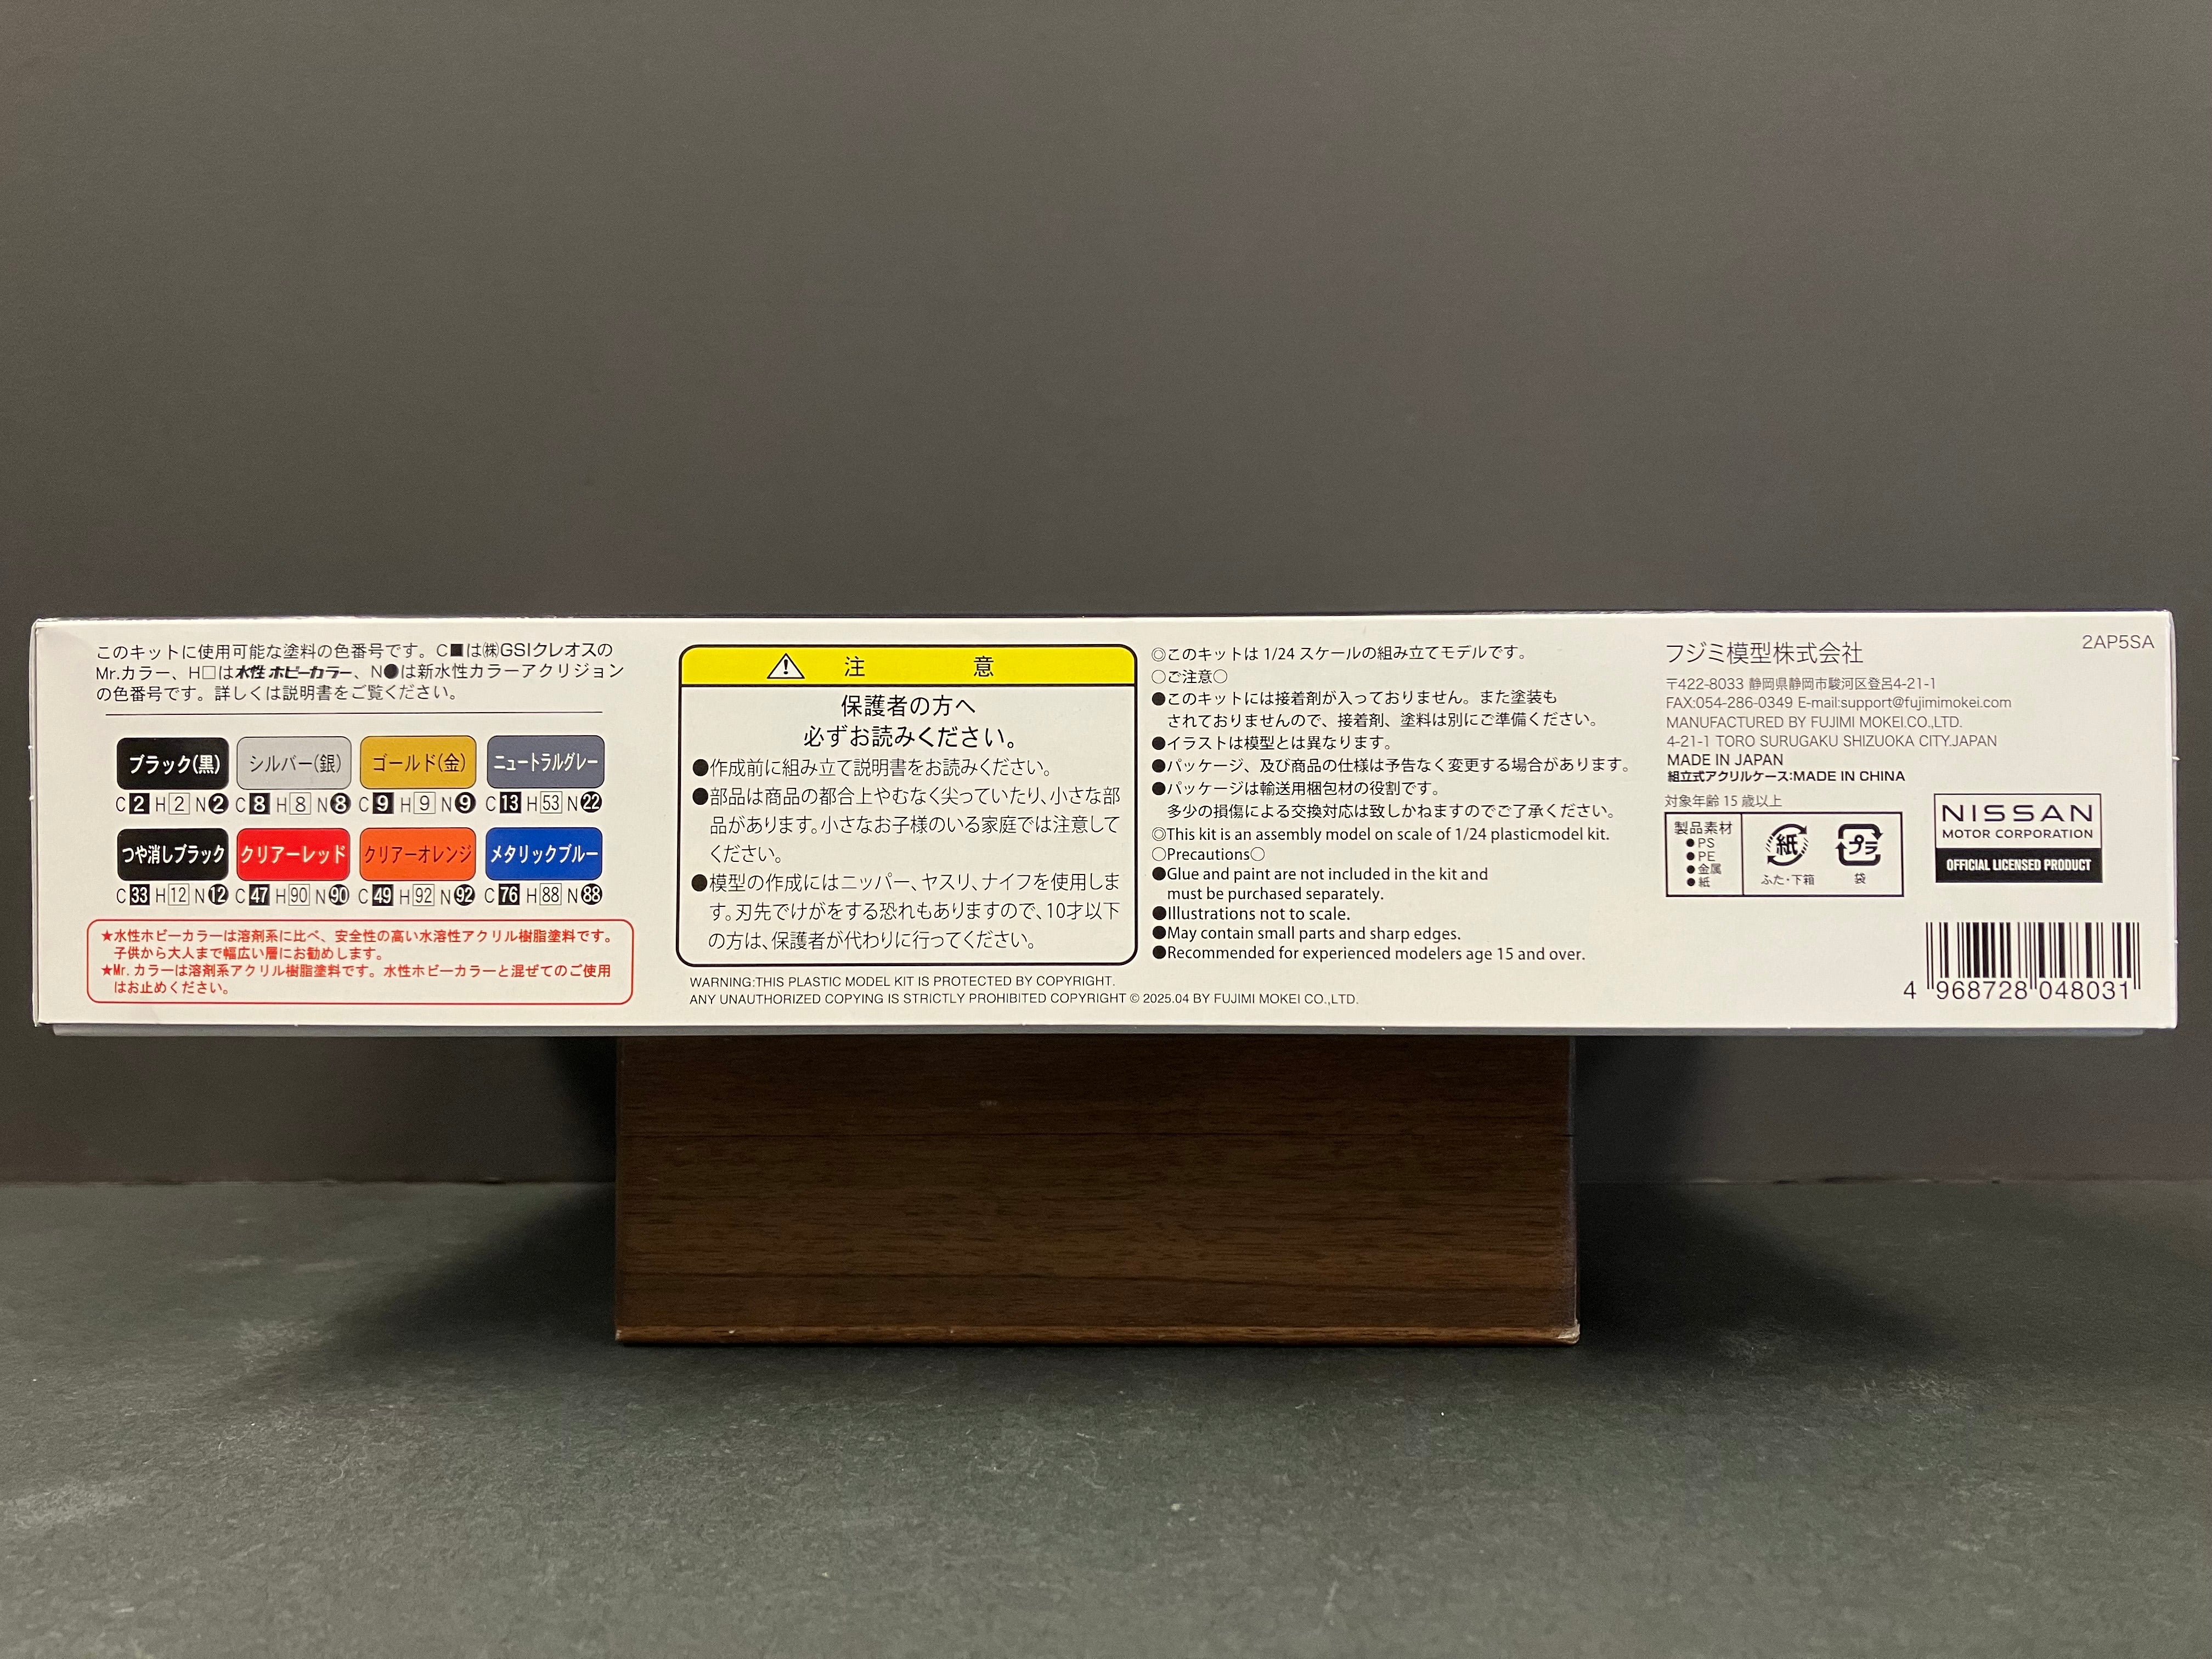 このキットに使用可能な塗料の色番号です。C■は㈱GSIクレオスの
Mr.カラー、H□は水性ホビーカラー、N●は新水性カラーアクリジョン
の色番号です。詳しくは説明書をご覧ください。
ブラック(黒) シルバー(銀) ゴールド(金) ニュートラルグレー
C 2 H 2 N 2 C 8 H 8 N 8 C 9 H 9 N 9 C 13 H 53 N 22
つや消しブラック クリアーレッド クリアーオレンジ メタリックブルー
C 33 H 12 N 12 C 47 H 90 N 90 C 49 H 92 N 92 C 76 H 88 N 88
★水性ホビーカラーは溶剤系に比べ、安全性の高い水溶性アクリル樹脂塗料です。
子供から大人まで幅広い層にお勧めします。
★Mr.カラーは溶剤系アクリル樹脂塗料です。水性ホビーカラーと混ぜてのご使用
はお止めください。
注 意
保護者の方へ
必ずお読みください。
●作成前に組み立て説明書をお読みください。
●部品は商品の都合上やむなく尖っていたり、小さな部
品があります。小さなお子様のいる家庭では注意して
ください。
●模型の作成にはニッパー、ヤスリ、ナイフを使用しま
す。刃先でけがをする恐れもありますので、10才以下
の方は、保護者が代わりに行ってください。
WARNING:THIS PLASTIC MODEL KIT IS PROTECTED BY COPYRIGHT.
ANY UNAUTHORIZED COPYING IS STRICTLY PROHIBITED COPYRIGHT © 2025.04 BY FUJIMI MOKEI CO.,LTD.
◎このキットは 1/24 スケールの組み立てモデルです。
○ご注意○
●このキットには接着剤が入っておりません。また塗装も
されておりませんので、接着剤、塗料は別にご準備ください。
●イラストは模型とは異なります。
●パッケージ、及び商品の仕様は予告なく変更する場合があります。
●パッケージは輸送用梱包材の役割です。
多少の損傷による交換対応は致しかねますのでご了承ください。
◎This kit is an assembly model on scale of 1/24 plasticmodel kit.
○Precautions○
●Glue and paint are not included in the kit and
must be purchased separately.
●Illustrations not to scale.
●May contain small parts and sharp edges.
●Recommended for experienced modelers age 15 and over.
2AP5SA
フジミ模型株式会社
〒422-8033 静岡県静岡市駿河区登呂4-21-1
FAX:054-286-0349 E-mail:support@fujimimokei.com
MANUFACTURED BY FUJIMI MOKEI.CO.,LTD.
4-21-1 TORO SURUGAKU SHIZUOKA CITY.JAPAN
MADE IN JAPAN
組立式アクリルケース:MADE IN CHINA
対象年齢 15 歳以上
製品素材
●PS
●PE
●金属
●紙
紙
ふた・下箱
プラ
袋
NISSAN
MOTOR CORPORATION
OFFICIAL LICENSED PRODUCT
4 968728 048031